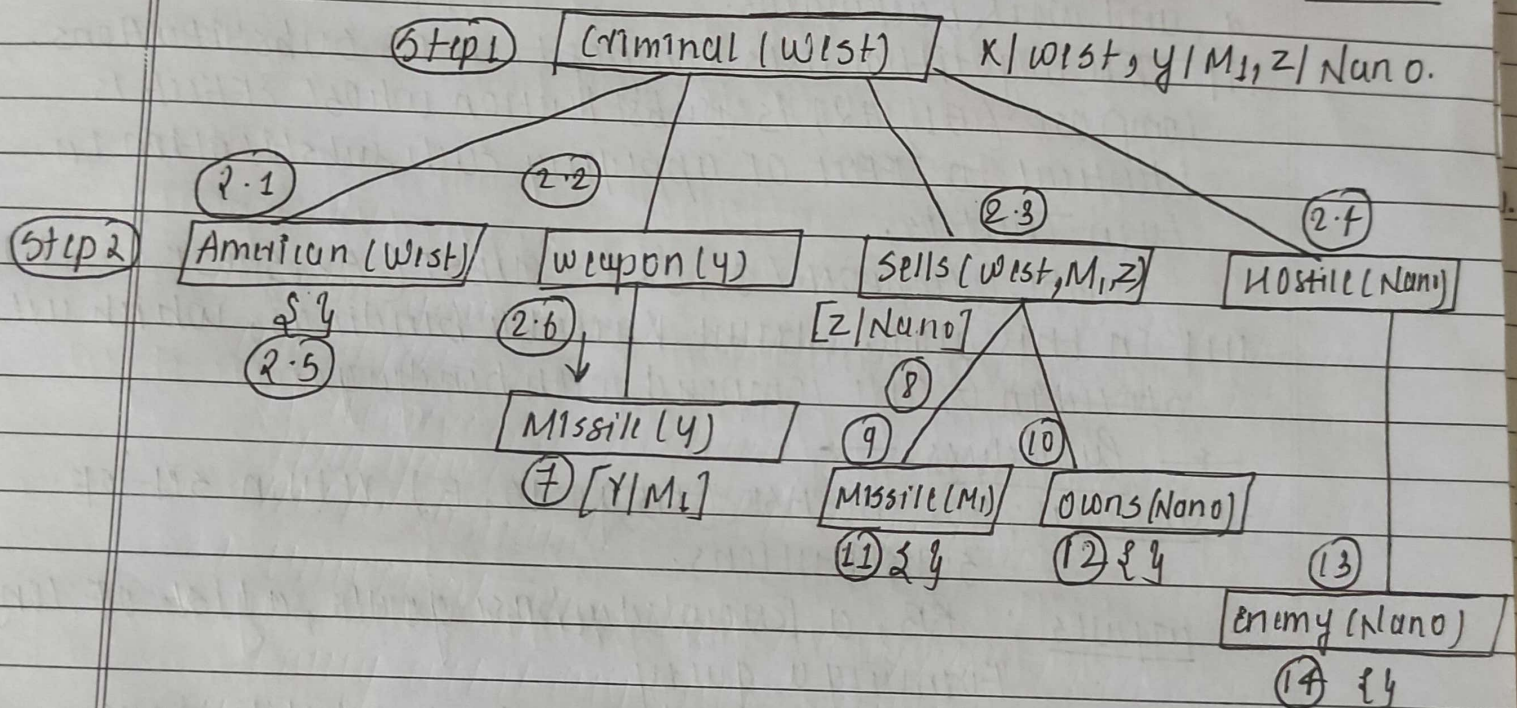 Step1 Criminal (West) X/West, Y/M1, Z/Nano.
2.1 2.2 2.3 2.4
Step2 American (West) Weapon(y) Sells(West, M1, Z) Hostile(Nano)
{ } 2.6 [Z/Nano]
2.5 8
Missile(y) 9 10
7 [Y/M1] Missile(M1) Owns(Nano)
11 { } 12 { } 13
Enemy (Nano)
14 { }